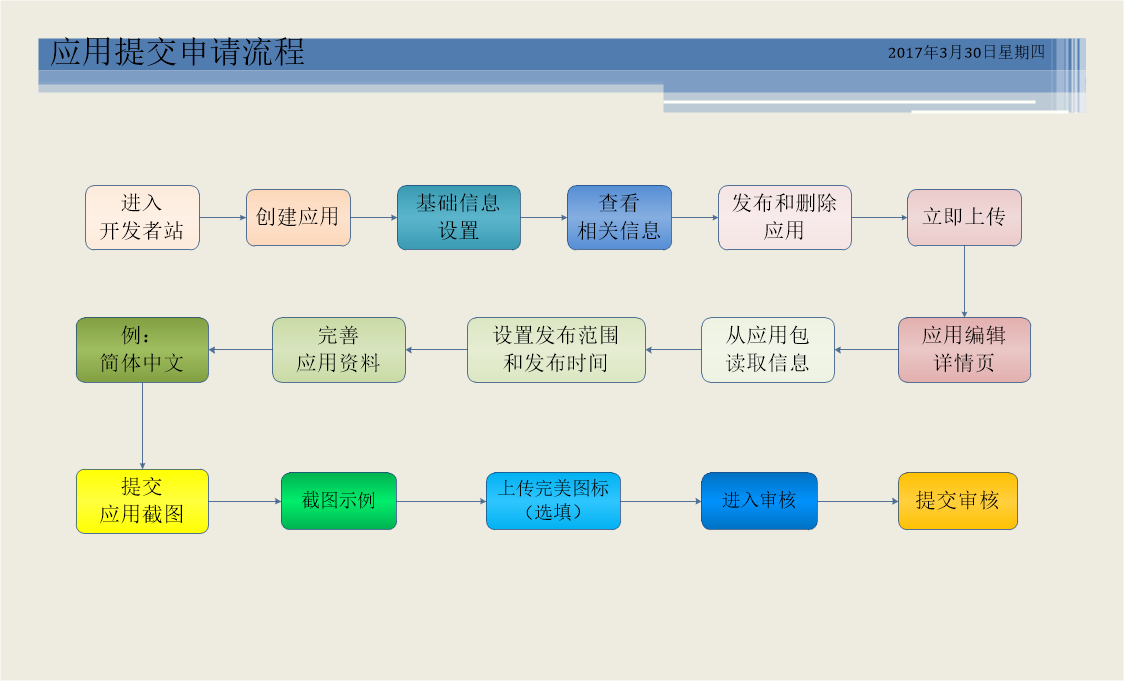 应用提交申请流程
2017年3月30日星期四
进入
开发者站
创建应用
基础信息
设置
查看
相关信息
发布和删除
应用
立即上传
应用编辑
详情页
从应用包
读取信息
设置发布范围
和发布时间
完善
应用资料
例：
简体中文
提交
应用截图
截图示例
上传完美图标
（选填）
进入审核
提交审核